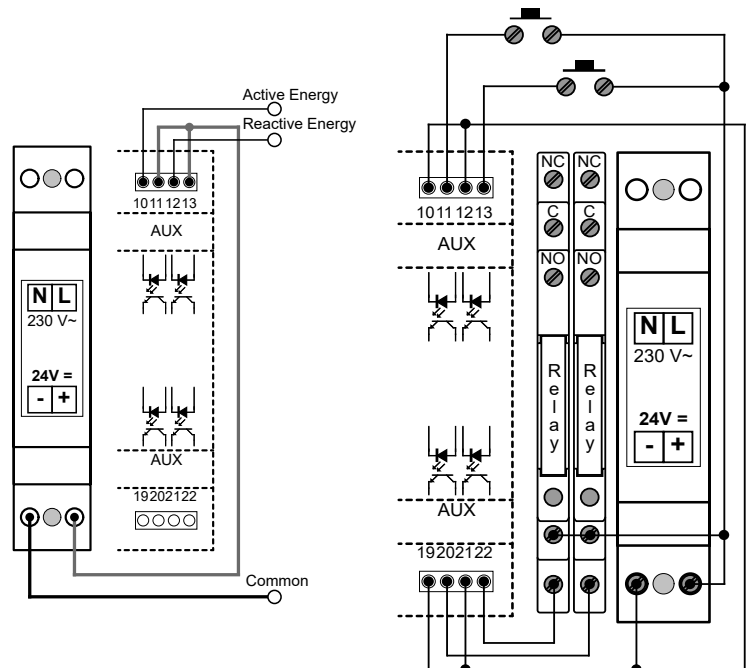 Active Energy
Reactive Energy
10 11 12 13
AUX
N L
230 V~
24V =
- +
AUX
19 20 21 22
Common
NC NC
10 11 12 13
C C
AUX
NO NO
N L
230 V~
Relay Relay
24V =
- +
AUX
19 20 21 22